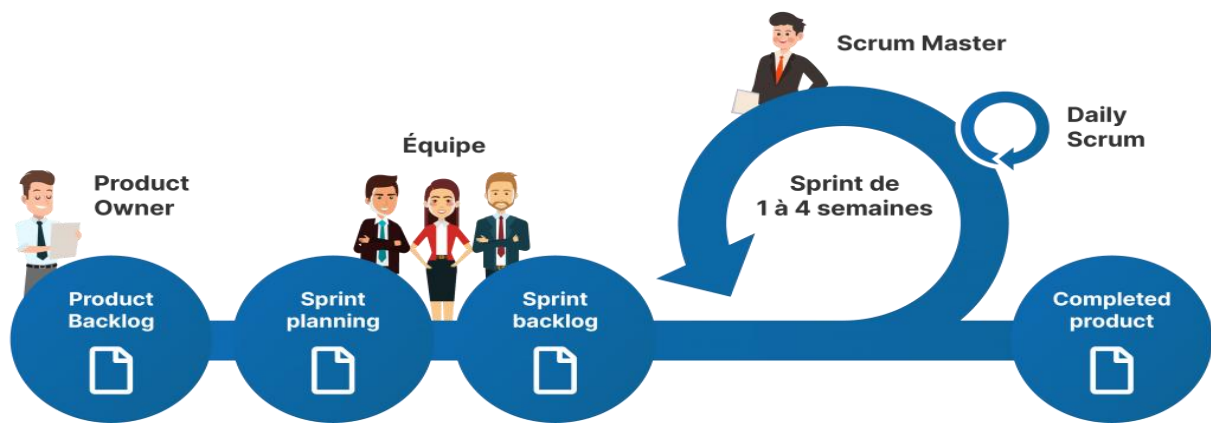 Scrum Master
Daily
Scrum
Équipe
Product
Owner
Sprint de
1 à 4 semaines
Product
Backlog
Sprint
planning
Sprint
backlog
Completed
product